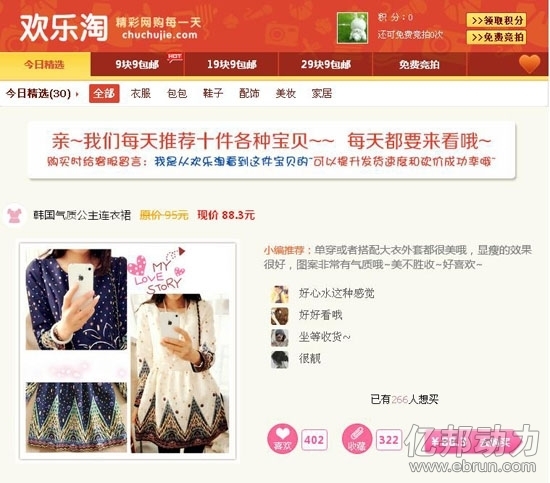 欢乐淘 精彩网购每一天 chuchujie.com
积 分：0
还可免费竞拍0次
>>领取积分
>>免费竞拍
今日精选 9块9包邮 HOT 19块9包邮 29块9包邮 免费竞拍
今日精选(30) 全部 衣服 包包 鞋子 配饰 美妆 家居
亲~我们每天推荐十件各种宝贝~~ 每天都要来看哦~
购买时给客服留言：我是从欢乐淘看到这件宝贝的~可以提升发货速度和砍价成功率哦~
韩国气质公主连衣裙 原价 95元 现价 88.3元
MY LOVE STORY
小编推荐：单穿或者搭配大衣外套都很美哦，显瘦的效果
很好，图案非常有气质哦~美不胜收~好喜欢~
好心水这种感觉
好好看哦
坐等收货~
很靓
已有266人想买
喜欢 402 收藏 322
亿邦动力
www.ebrun.com